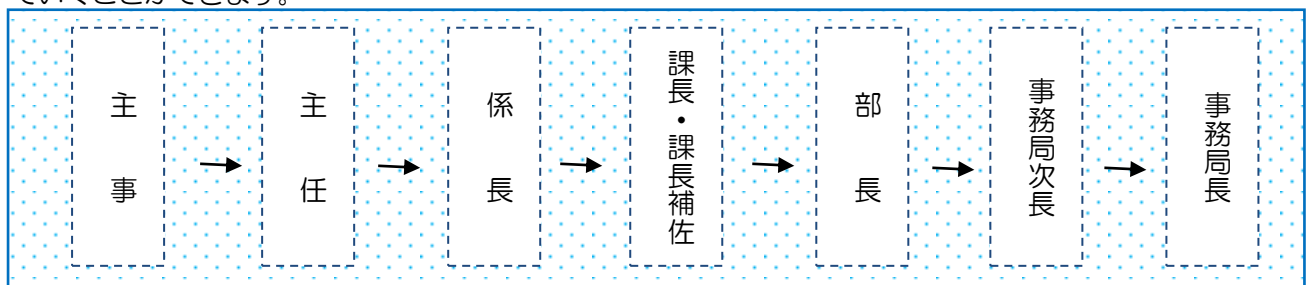 ていくことができます。
主事
主任
係長
課長・課長補佐
部長
事務局次長
事務局長